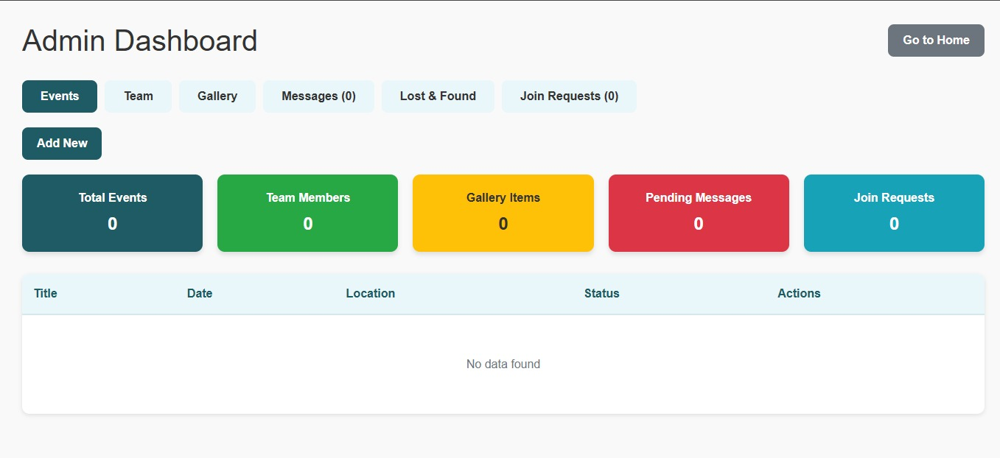 Admin Dashboard
Go to Home
Events Team Gallery Messages (0) Lost & Found Join Requests (0)
Add New
Total Events Team Members Gallery Items Pending Messages Join Requests
0 0 0 0 0
Title Date Location Status Actions
No data found